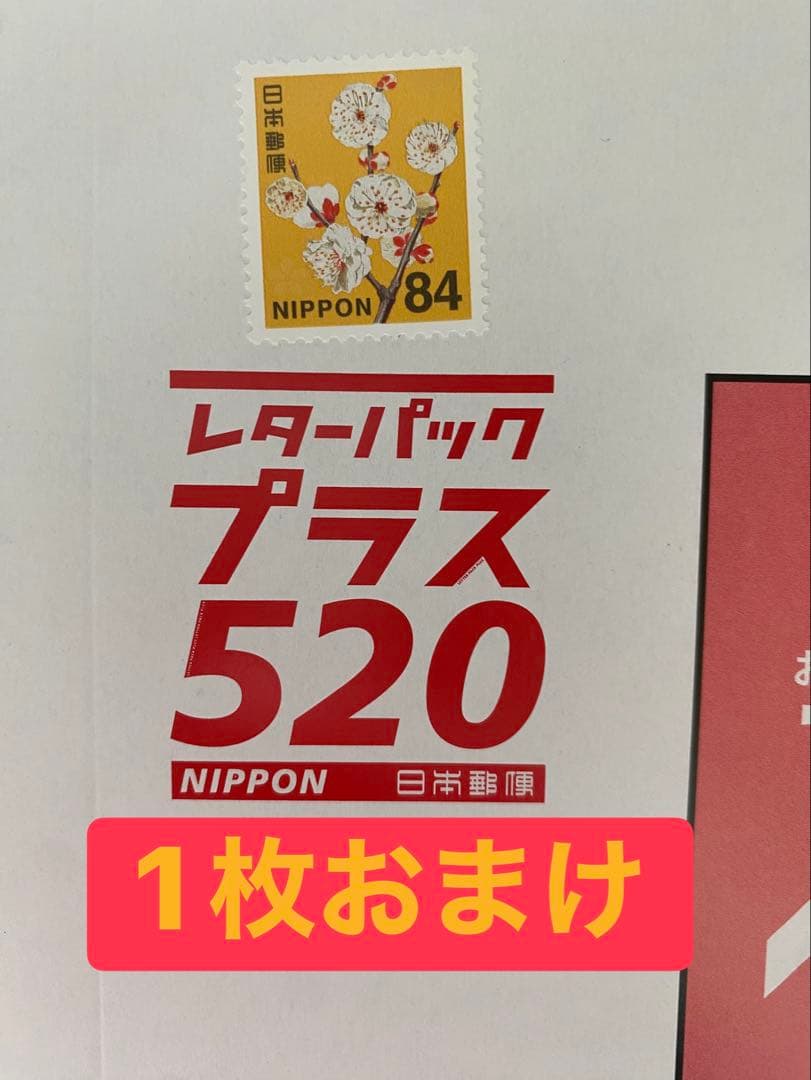 日本郵便
NIPPON 84
レターパック
プラス
520
NIPPON 日本郵便
1枚おまけ
お